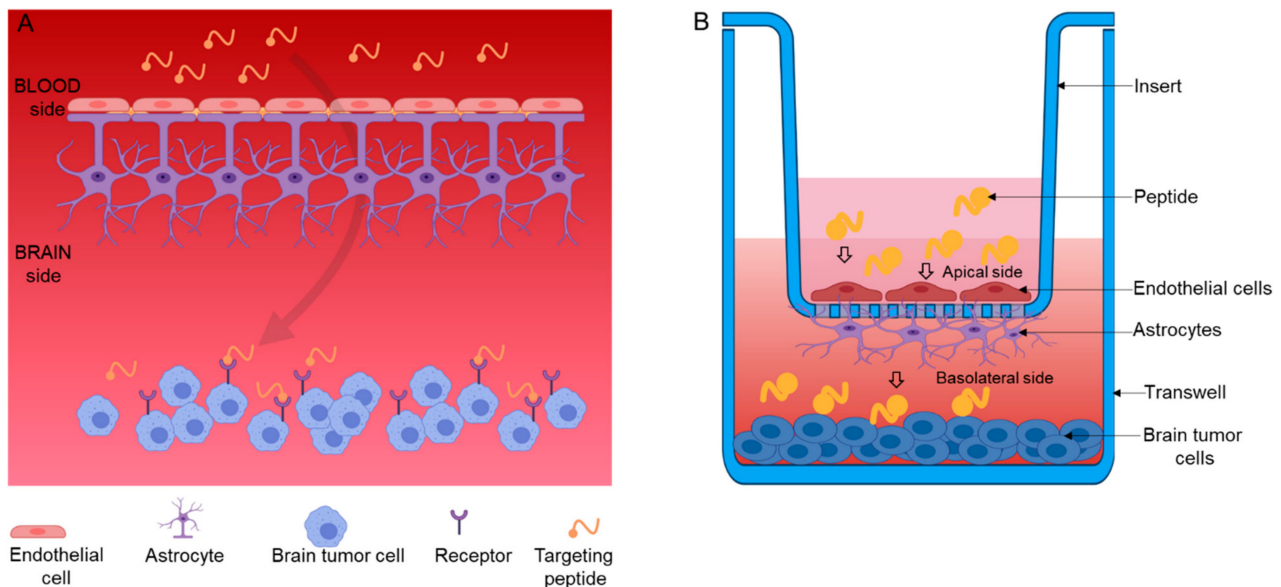 A
BLOOD
side
BRAIN
side
Endothelial
cell
Astrocyte
Brain tumor cell
Receptor
Targeting
peptide
B
Insert
Peptide
Apical side
Endothelial cells
Astrocytes
Basolateral side
Transwell
Brain tumor
cells